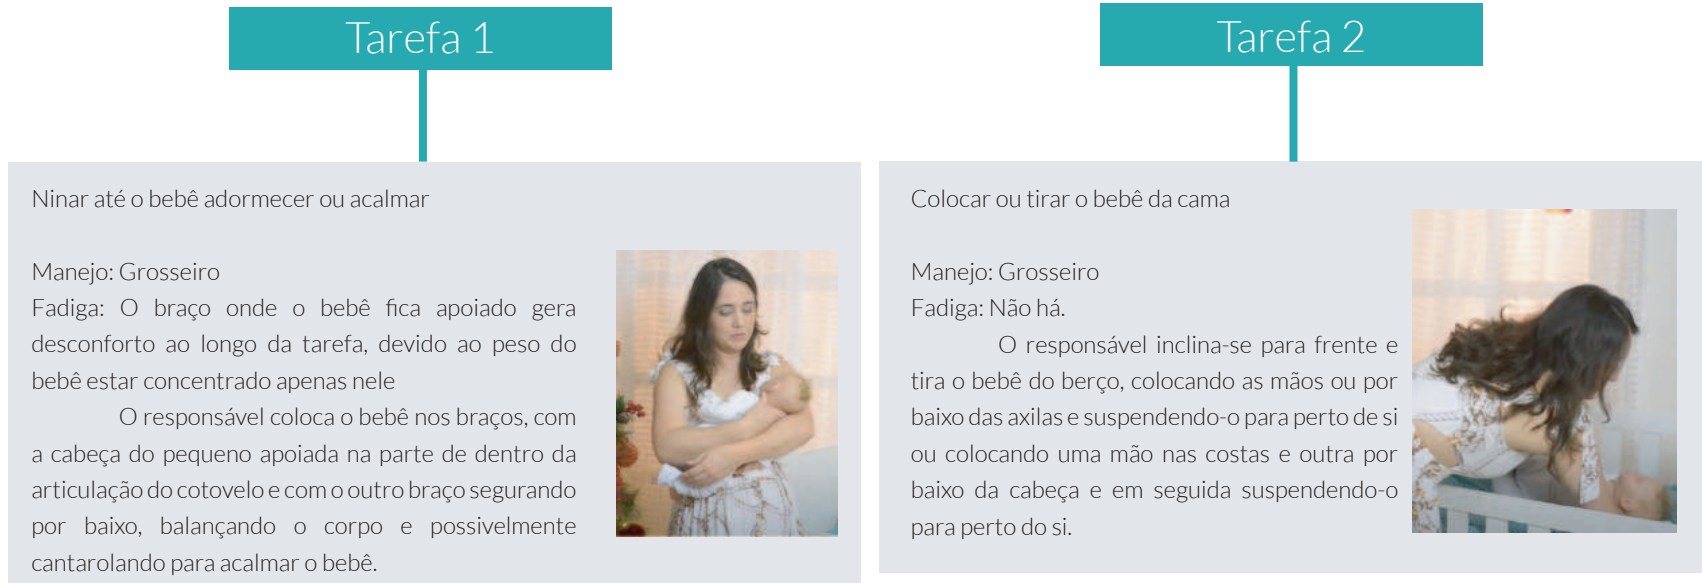 Tarefa 1
Ninar até o bebê adormecer ou acalmar
Manejo: Grosseiro
Fadiga: O braço onde o bebê fica apoiado gera
desconforto ao longo da tarefa, devido ao peso do
bebê estar concentrado apenas nele
O responsável coloca o bebê nos braços, com
a cabeça do pequeno apoiada na parte de dentro da
articulação do cotovelo e com o outro braço segurando
por baixo, balançando o corpo e possivelmente
cantarolando para acalmar o bebê.
Tarefa 2
Colocar ou tirar o bebê da cama
Manejo: Grosseiro
Fadiga: Não há.
O responsável inclina-se para frente e
tira o bebê do berço, colocando as mãos ou por
baixo das axilas e suspendendo-o para perto de si
ou colocando uma mão nas costas e outra por
baixo da cabeça e em seguida suspendendo-o
para perto do si.